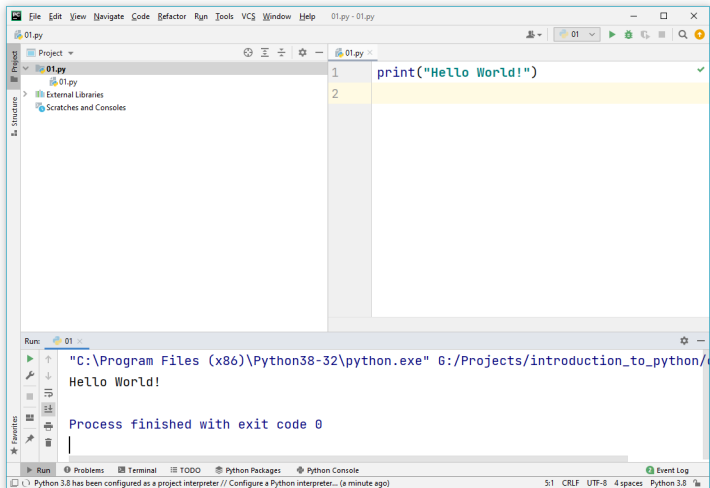 PC File Edit View Navigate Code Refactor Run Tools VCS Window Help 01.py - 01.py
01.py 01
Project
Project 01.py
01.py
01.py
External Libraries
Scratches and Consoles
Structure
1 print("Hello World!")
2
Run: 01
"C:\Program Files (x86)\Python38-32\python.exe" G:/Projects/introduction_to_python/
Hello World!
Process finished with exit code 0
Favorites
Run Problems Terminal TODO Python Packages Python Console Event Log
Python 3.8 has been configured as a project interpreter // Configure a Python interpreter... (a minute ago) 5:1 CRLF UTF-8 4 spaces Python 3.8